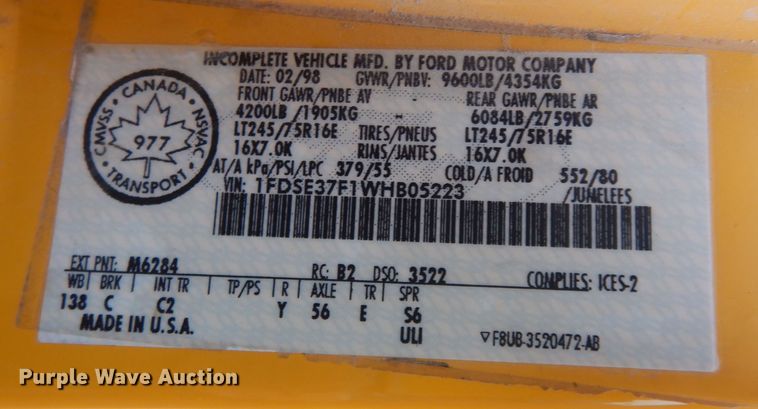 INCOMPLETE VEHICLE MFD. BY FORD MOTOR COMPANY
DATE: 02/98 GVWR/PNBV: 9600LB/4354KG
FRONT GAWR/PNBE AV REAR GAWR/PNBE AR
4200LB/1905KG - 6084LB/2759KG
LT245/75R16E TIRES/PNEUS LT245/75R16E
16X7.0K RIMS/JANTES 16X7.0K
AT/A kPa/PSI/LPC 379/55 COLD/A FROID 552/80
VIN: 1FDSE37F1WHB05223 /JUMELEES
CMVSS · CANADA · NSVAC · TRANSPORT ·
977
EXT PNT: M6284 RC: B2 DSO: 3522 COMPLIES: ICES-2
WB BRK INT TR TP/PS R AXLE TR SPR
138 C C2 Y 56 E S6
MADE IN U.S.A. ULI ▽F8UB-3520472-AB
Purple Wave Auction